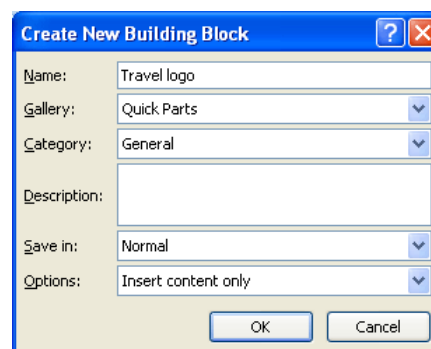 Create New Building Block
Name: Travel logo
Gallery: Quick Parts
Category: General
Description:
Save in: Normal
Options: Insert content only
OK Cancel